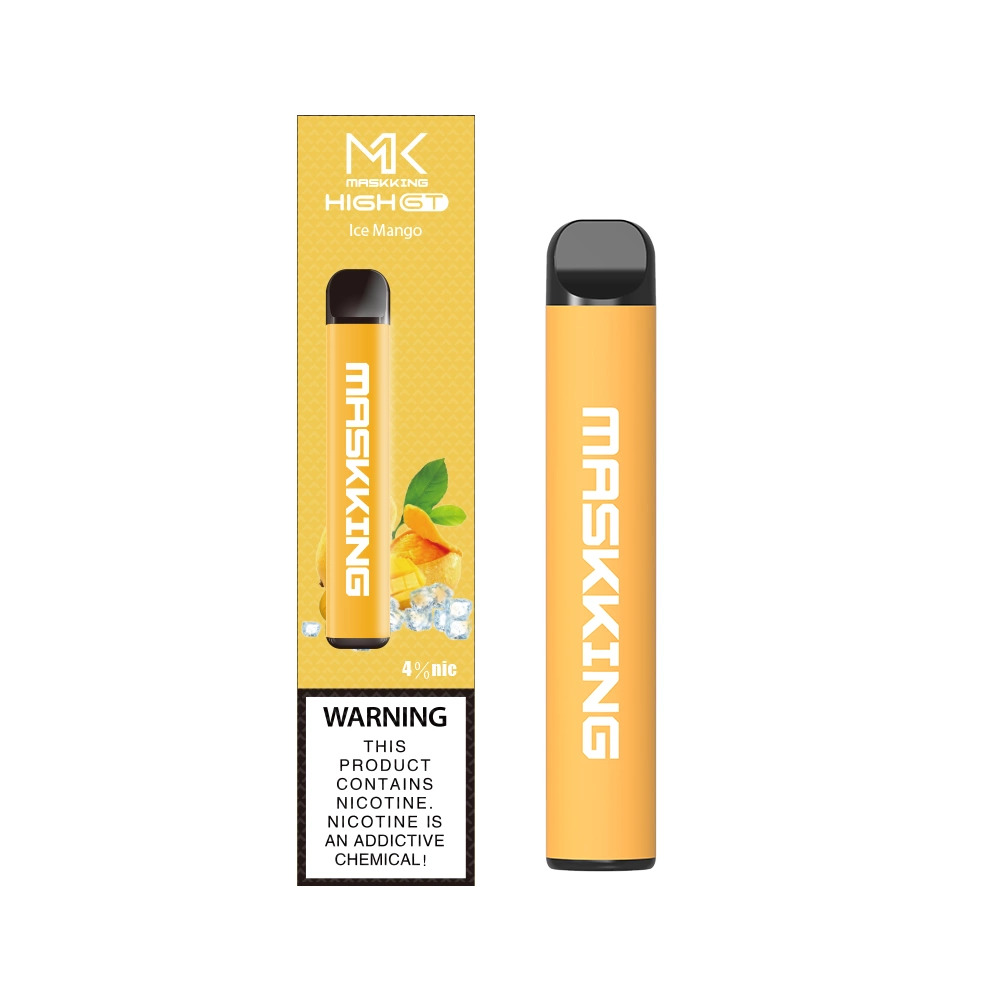 MK
MASKKING
HIGH GT
Ice Mango
MASKKING
4%nic
WARNING
THIS
PRODUCT
CONTAINS
NICOTINE.
NICOTINE IS
AN ADDICTIVE
CHEMICAL!
MASKKING